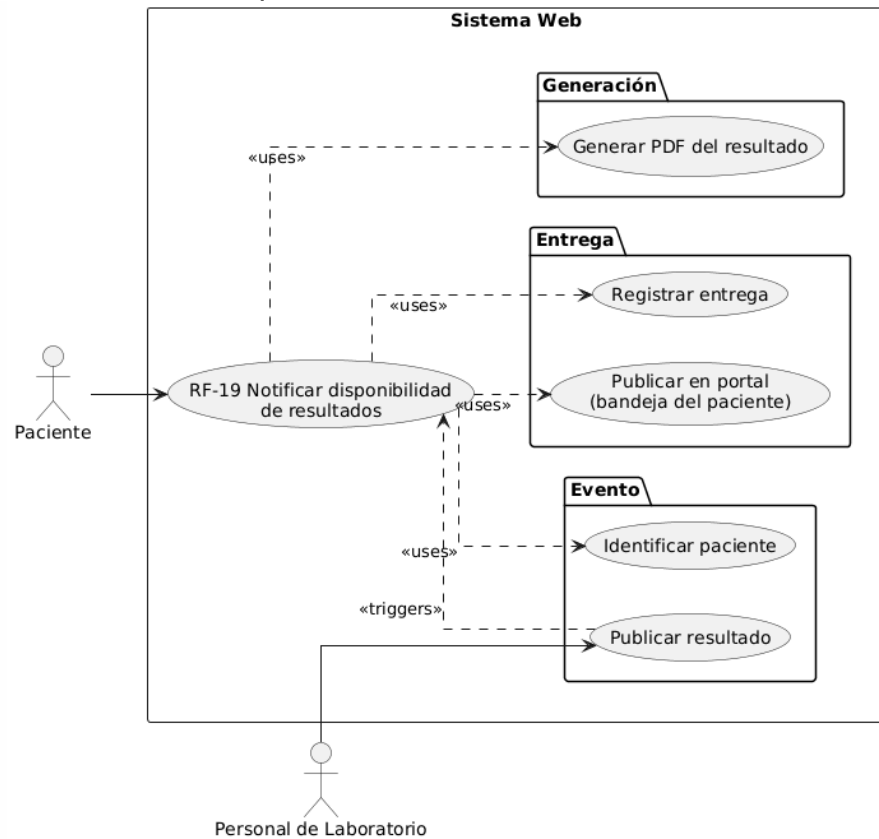 Sistema Web
Generación
Generar PDF del resultado
«uses»
Entrega
Registrar entrega
«uses»
Publicar en portal
(bandeja del paciente)
«uses»
RF-19 Notificar disponibilidad
de resultados
Paciente
Evento
Identificar paciente
«uses»
«triggers»
Publicar resultado
Personal de Laboratorio